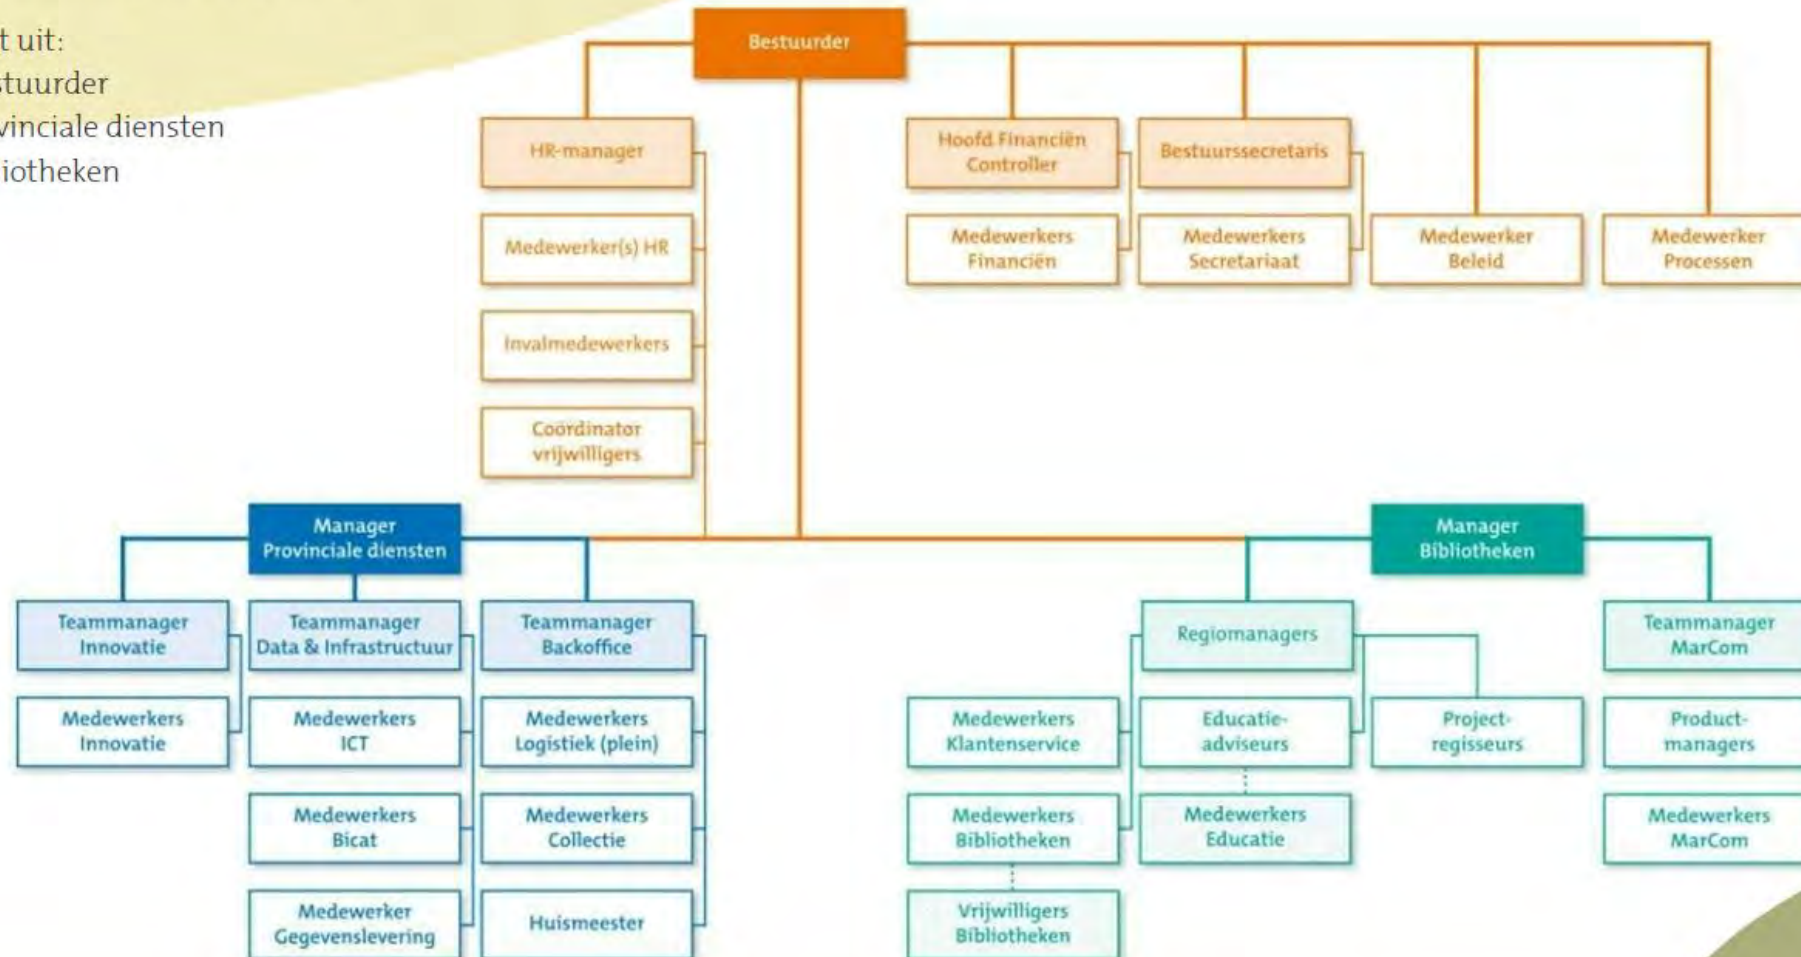 t uit:
stuurder
vinciale diensten
liotheken
Bestuurder
HR-manager
Medewerker(s) HR
Invalmedewerkers
Coördinator
vrijwilligers
Hoofd Financiën
Controller
Medewerkers
Financiën
Bestuurssecretaris
Medewerkers
Secretariaat
Medewerker
Beleid
Medewerker
Processen
Manager
Provinciale diensten
Teammanager
Innovatie
Medewerkers
Innovatie
Teammanager
Data & Infrastructuur
Medewerkers
ICT
Medewerkers
Bicat
Medewerker
Gegevenslevering
Teammanager
Backoffice
Medewerkers
Logistiek (plein)
Medewerkers
Collectie
Huismeester
Manager
Bibliotheken
Regiomanagers
Medewerkers
Klantenservice
Medewerkers
Bibliotheken
Vrijwilligers
Bibliotheken
Educatie-
adviseurs
Medewerkers
Educatie
Project-
regisseurs
Teammanager
MarCom
Product-
managers
Medewerkers
MarCom